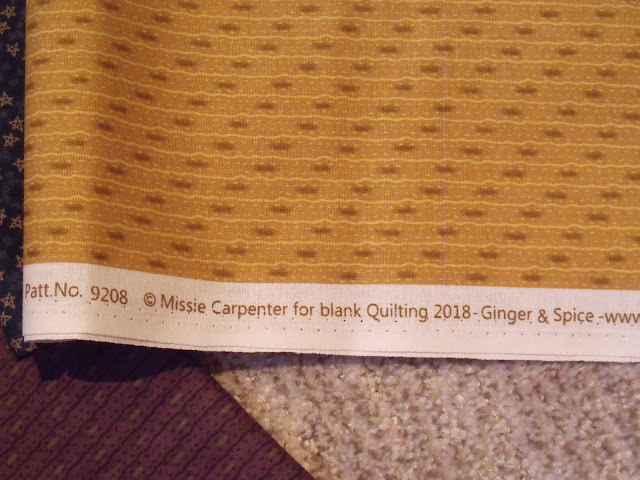 Patt.No. 9208 © Missie Carpenter for blank Quilting 2018-Ginger & Spice-www